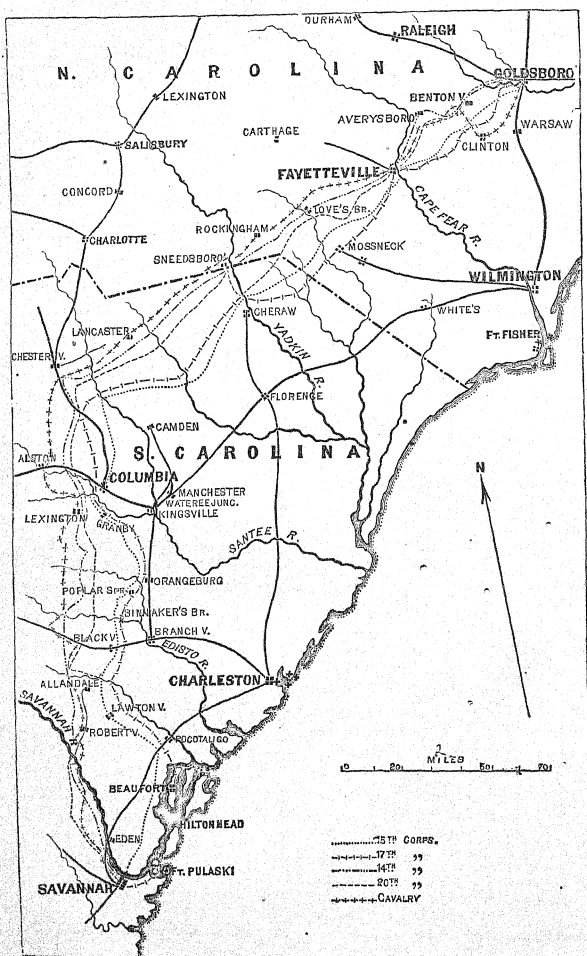 DURHAM
RALEIGH
N. CAROLINA
GOLDSBORO
LEXINGTON
BENTON V.
AVERYSBORO
WARSAW
CARTHAGE
CLINTON
SALISBURY
FAYETTEVILLE
CONCORD
CAPE FEAR R.
LOVE'S BR.
ROCKINGHAM
CHARLOTTE
MOSSNECK
SNEEDSBORO
WILMINGTON
CHERAW
WHITE'S
LANCASTER
YADKIN R.
FT. FISHER
CHESTER V.
FLORENCE
CAMDEN
S. CAROLINA
ALSTON
COLUMBIA
N
MANCHESTER
WATEREE JUNC.
KINGSVILLE
LEXINGTON
GRANBY
SANTEE R.
ORANGEBURG
POPLAR SPR.
BINNAKER'S BR.
BLACK V.
BRANCH V.
EDISTO R.
CHARLESTON
ALLANDALE
SAVANNAH R.
LAWTON V.
ROBERT V.
POCOTALIGO
MILES
0 20 50 70
BEAUFORT
HILTON HEAD
EDEN
15TH CORPS.
17TH ,,
14TH ,,
20TH ,,
CAVALRY
FT. PULASKI
SAVANNAH